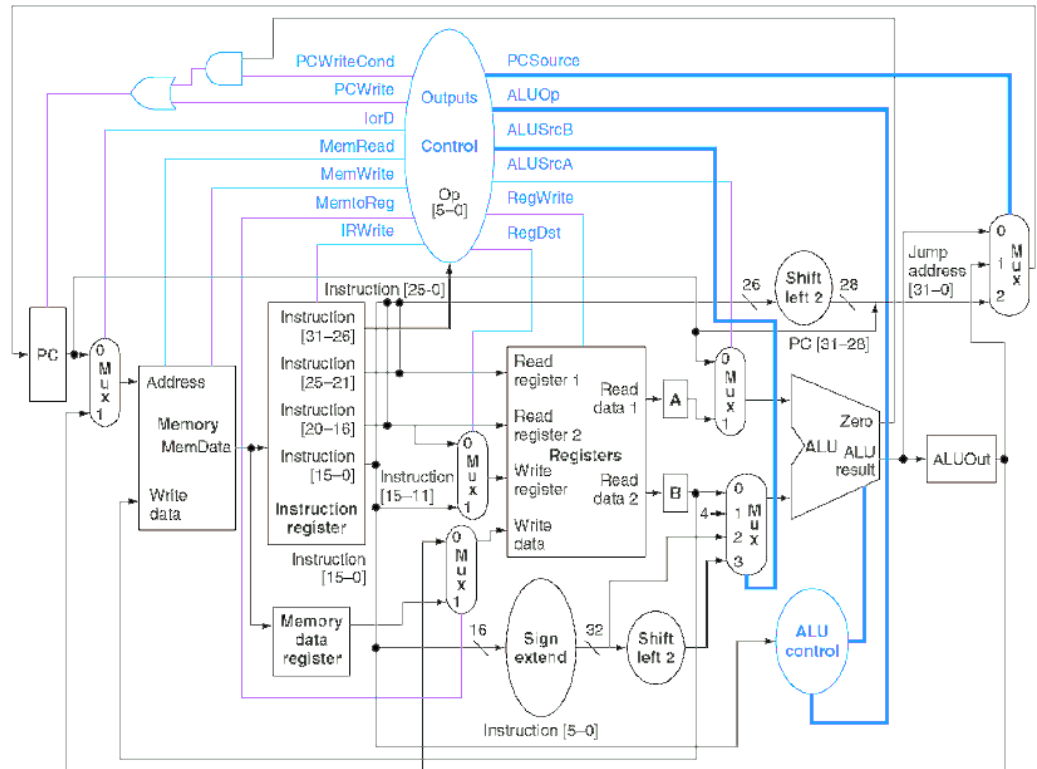 PCWriteCond
PCWrite
IorD
MemRead
MemWrite
MemtoReg
IRWrite
Outputs
Control
Op
[5–0]
PCSource
ALUOp
ALUSrcB
ALUSrcA
RegWrite
RegDst
PC
0
M
u
x
1
Address
Memory
MemData
Write
data
Instruction [25-0]
Instruction
[31–26]
Instruction
[25–21]
Instruction
[20–16]
Instruction
[15–0]
Instruction
register
Instruction
[15–0]
Memory
data
register
Instruction
[15–11]
0
M
u
x
1
0
M
u
x
1
Read
register 1
Read
register 2
Registers
Write
register
Write
data
Read
data 1
Read
data 2
A
B
16
Sign
extend
32
Shift
left 2
Instruction [5–0]
0
M
u
x
1
4
0
1
2
3
M
u
x
26
Shift
left 2
28
PC [31–28]
Jump
address
[31–0]
0
1
2
M
u
x
Zero
ALU
ALU
result
ALUOut
ALU
control